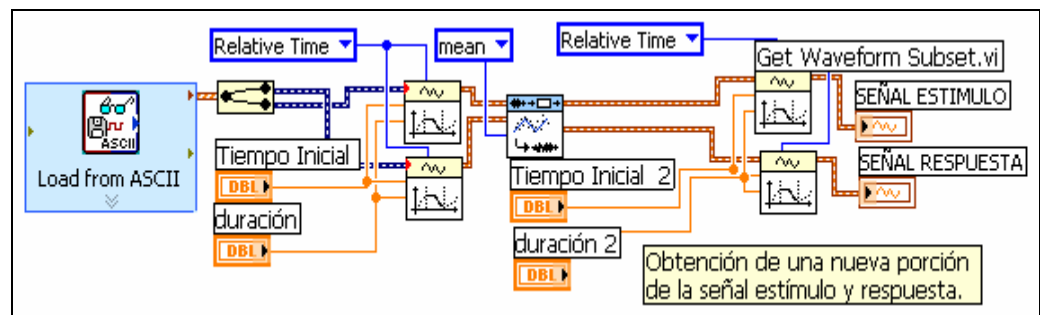 Relative Time
mean
Relative Time
Get Waveform Subset.vi
ASCII
Load from ASCII
SEÑAL ESTIMULO
Tiempo Inicial
DBL
duración
DBL
Tiempo Inicial 2
DBL
duración 2
DBL
SEÑAL RESPUESTA
Obtención de una nueva porción
de la señal estímulo y respuesta.